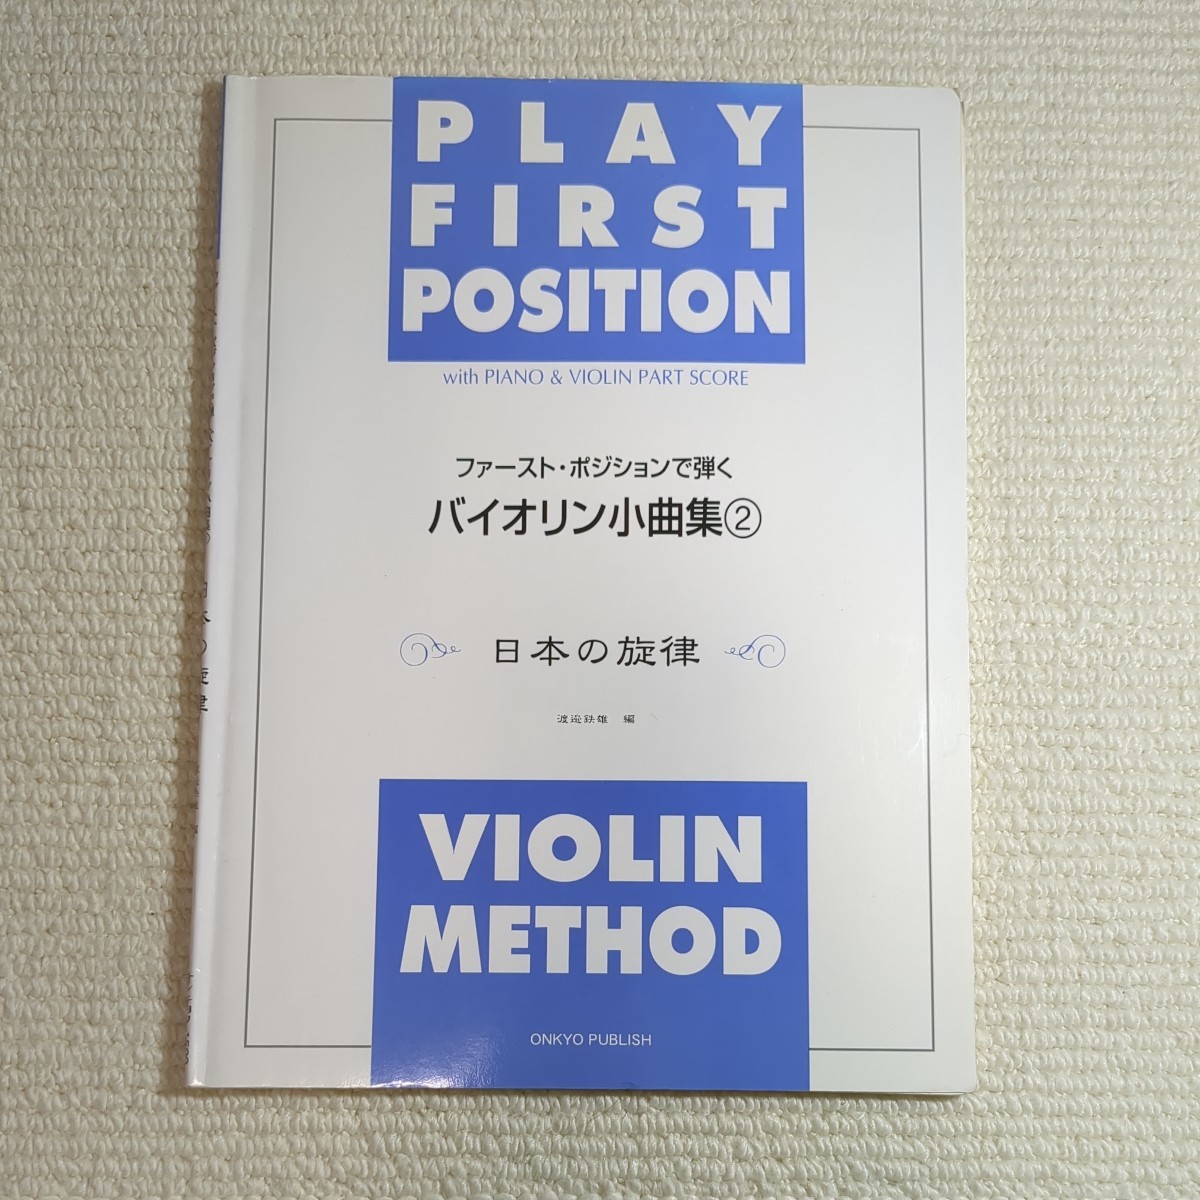 PLAY
FIRST
POSITION
with PIANO & VIOLIN PART SCORE
ファースト・ポジションで弾く
バイオリン小曲集②
日本の旋律
渡辺鉄雄 編
VIOLIN
METHOD
ONKYO PUBLISH